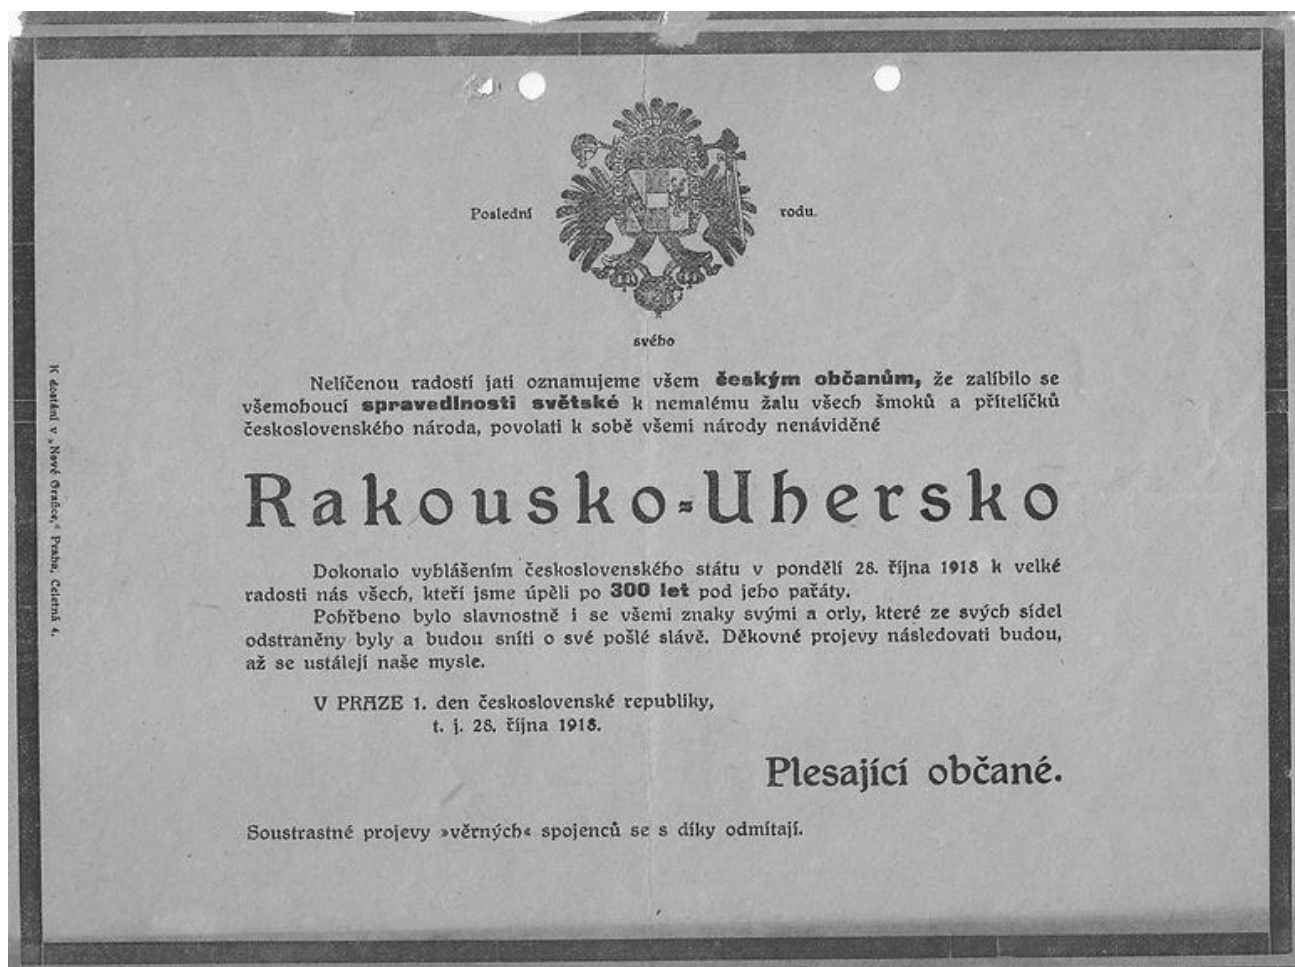 Poslední
rodu.
svého
Neličenou radostí jati oznamujeme všem českým občanům, že zalíbilo se
všemohoucí spravedlnosti světské k nemalému žalu všech šmoků a přítelíčků
československého národa, povolati k sobě všemi národy nenáviděné
Rakousko-Uhersko
Dokonalo vyhlášením československého státu v pondělí 28. října 1918 k velké
radosti nás všech, kteří jsme úpěli po 300 let pod jeho pařáty.
Pohřbeno bylo slavnostně i se všemi znaky svými a orly, které ze svých sídel
odstraněny byly a budou sníti o své pošlé slávě. Děkovné projevy následovati budou,
až se ustálejí naše mysle.
V PRAZE 1. den československé republiky,
t. j. 28. října 1918.
Plesající občané.
Soustrastné projevy »věrných« spojenců se s díky odmítají.
K dostání v „Nové Grafice,“ Praha, Celetná 4.